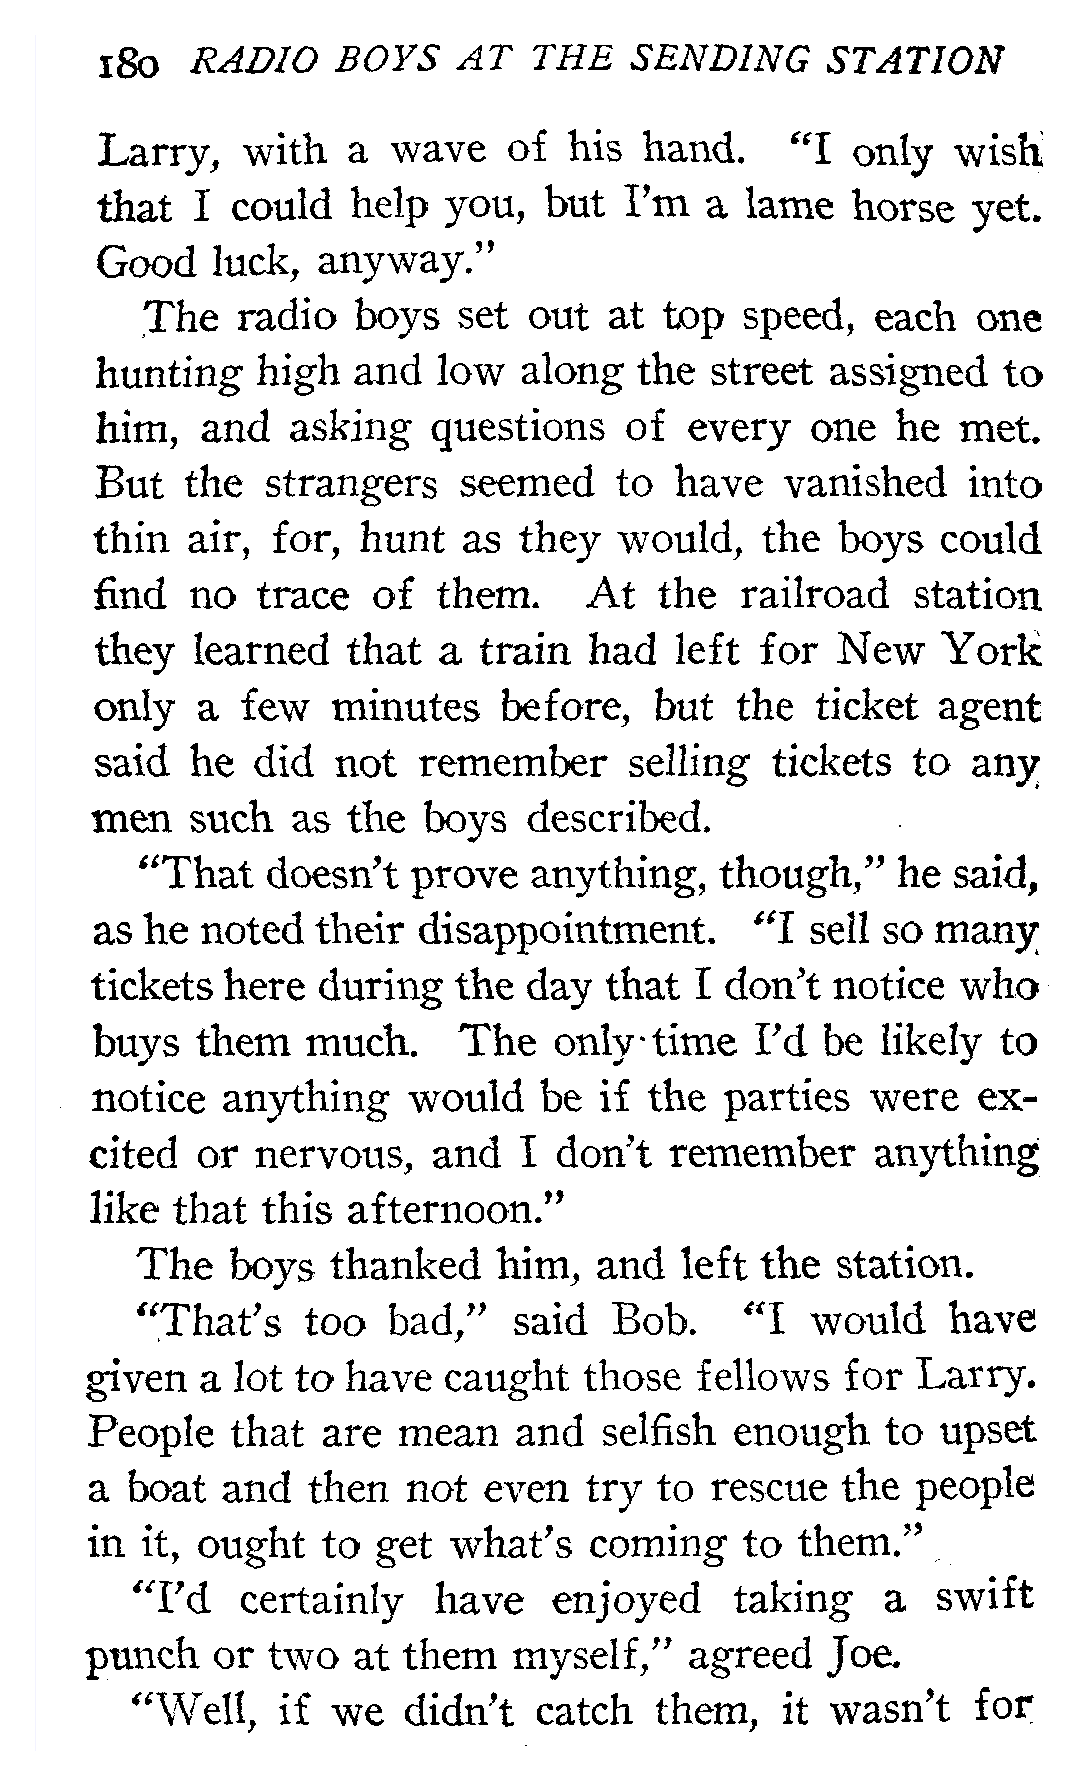 180 RADIO BOYS AT THE SENDING STATION
Larry, with a wave of his hand. “I only wish
that I could help you, but I’m a lame horse yet.
Good luck, anyway.”
The radio boys set out at top speed, each one
hunting high and low along the street assigned to
him, and asking questions of every one he met.
But the strangers seemed to have vanished into
thin air, for, hunt as they would, the boys could
find no trace of them. At the railroad station
they learned that a train had left for New York
only a few minutes before, but the ticket agent
said he did not remember selling tickets to any
men such as the boys described.
“That doesn’t prove anything, though,” he said,
as he noted their disappointment. “I sell so many
tickets here during the day that I don’t notice who
buys them much. The only time I’d be likely to
notice anything would be if the parties were ex-
cited or nervous, and I don’t remember anything
like that this afternoon.”
The boys thanked him, and left the station.
“That’s too bad,” said Bob. “I would have
given a lot to have caught those fellows for Larry.
People that are mean and selfish enough to upset
a boat and then not even try to rescue the people
in it, ought to get what’s coming to them.”
“I’d certainly have enjoyed taking a swift
punch or two at them myself,” agreed Joe.
“Well, if we didn’t catch them, it wasn’t for